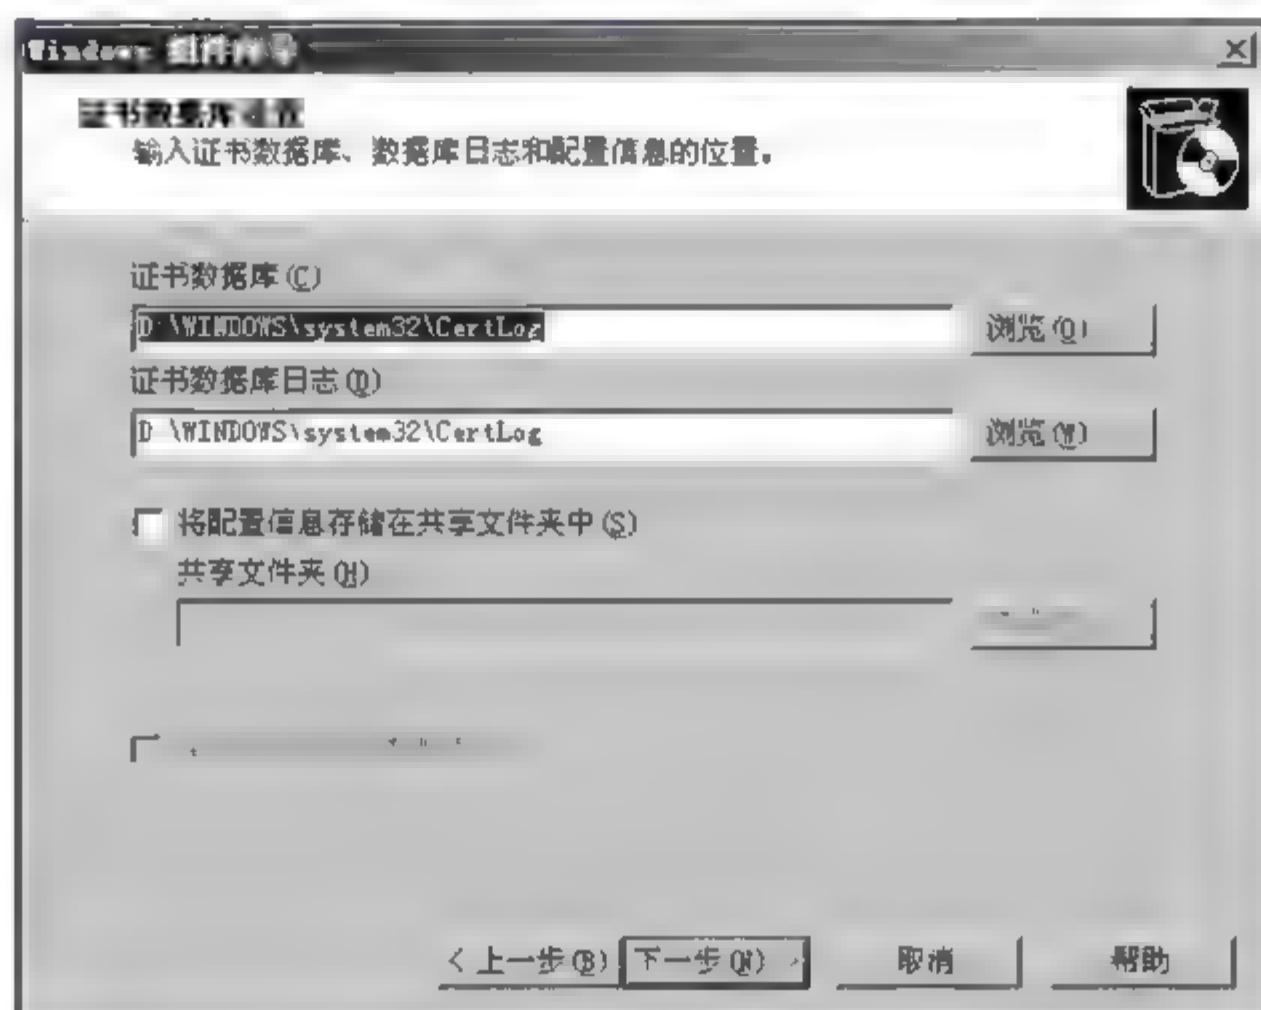 Windows 组件向导
证书数据库设置
输入证书数据库、数据库日志和配置信息的位置。
证书数据库(C)
D:\WINDOWS\system32\CertLog
浏览(O)
证书数据库日志(D)
D:\WINDOWS\system32\CertLog
浏览(W)
将配置信息存储在共享文件夹中(S)
共享文件夹(H)
< 上一步(B)
下一步(N) >
取消
帮助